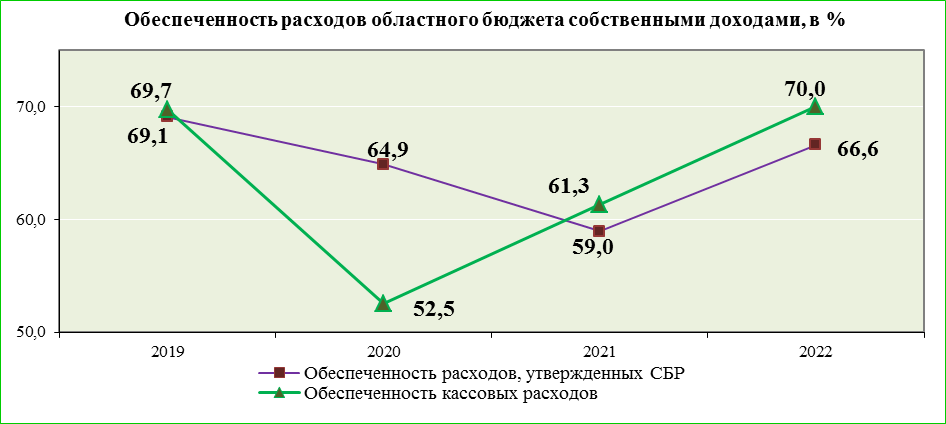 Обеспеченность расходов областного бюджета собственными доходами, в %
70,0
60,0
50,0
69,7
69,1
64,9
52,5
61,3
59,0
70,0
66,6
2019 2020 2021 2022
Обеспеченность расходов, утвержденных СБР
Обеспеченность кассовых расходов